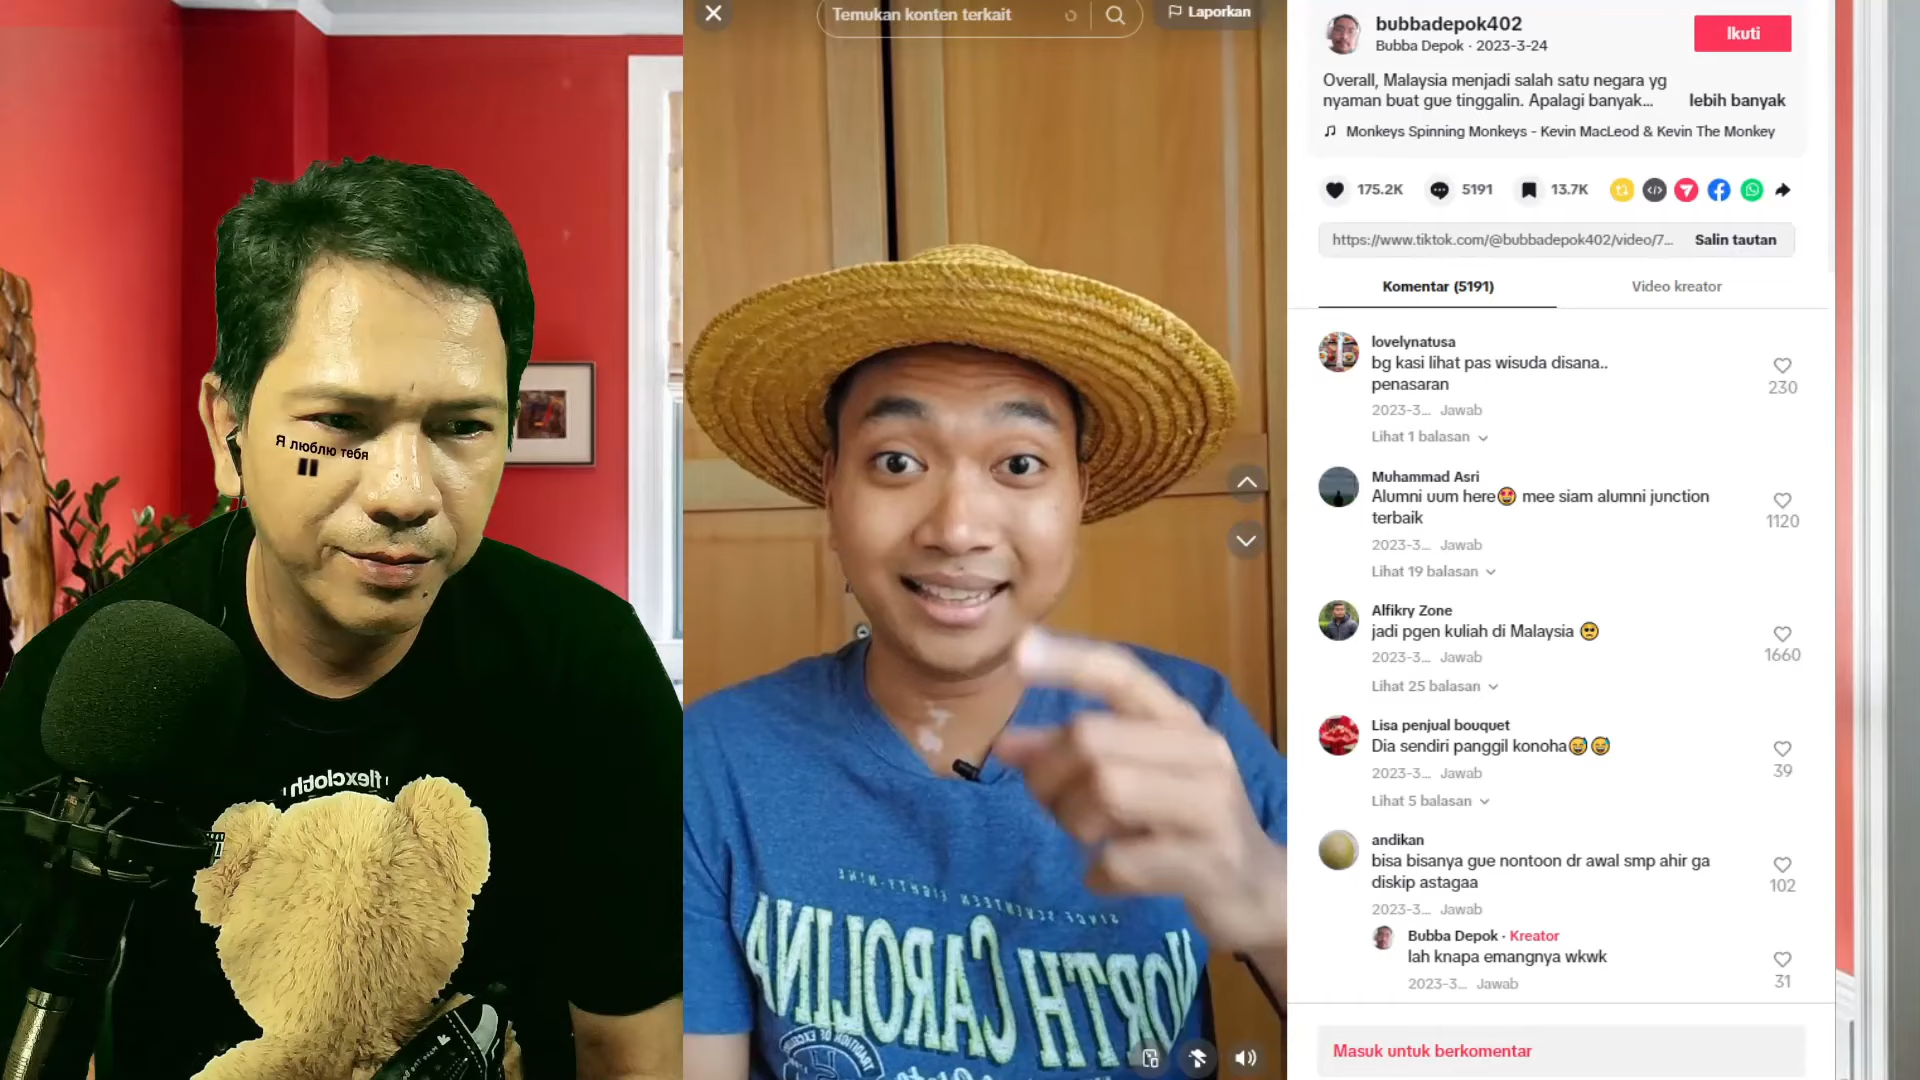 Я люблю тебя
flexcloth
Temukan konten terkait
Laporkan
SINCE SEVENTEEN EIGHTY-NINE
NORTH CAROLINA
bubbadepok402
Bubba Depok · 2023-3-24
Ikuti
Overall, Malaysia menjadi salah satu negara yg
nyaman buat gue tinggalin. Apalagi banyak...
lebih banyak
Monkeys Spinning Monkeys - Kevin MacLeod & Kevin The Monkey
175.2K
5191
13.7K
https://www.tiktok.com/@bubbadepok402/video/7...
Salin tautan
Komentar (5191)
Video kreator
lovelynatusa
bg kasi lihat pas wisuda disana..
penasaran
230
2023-3... Jawab
Lihat 1 balasan
Muhammad Asri
Alumni uum here🤩 mee siam alumni junction
terbaik
1120
2023-3... Jawab
Lihat 19 balasan
Alfikry Zone
jadi pgen kuliah di Malaysia 🥺
1660
2023-3... Jawab
Lihat 25 balasan
Lisa penjual bouquet
Dia sendiri panggil konoha😅😅
39
2023-3... Jawab
Lihat 5 balasan
andikan
bisa bisanya gue nontoon dr awal smp ahir ga
diskip astagaa
102
2023-3... Jawab
Bubba Depok · Kreator
lah knapa emangnya wkwk
31
2023-3... Jawab
Masuk untuk berkomentar